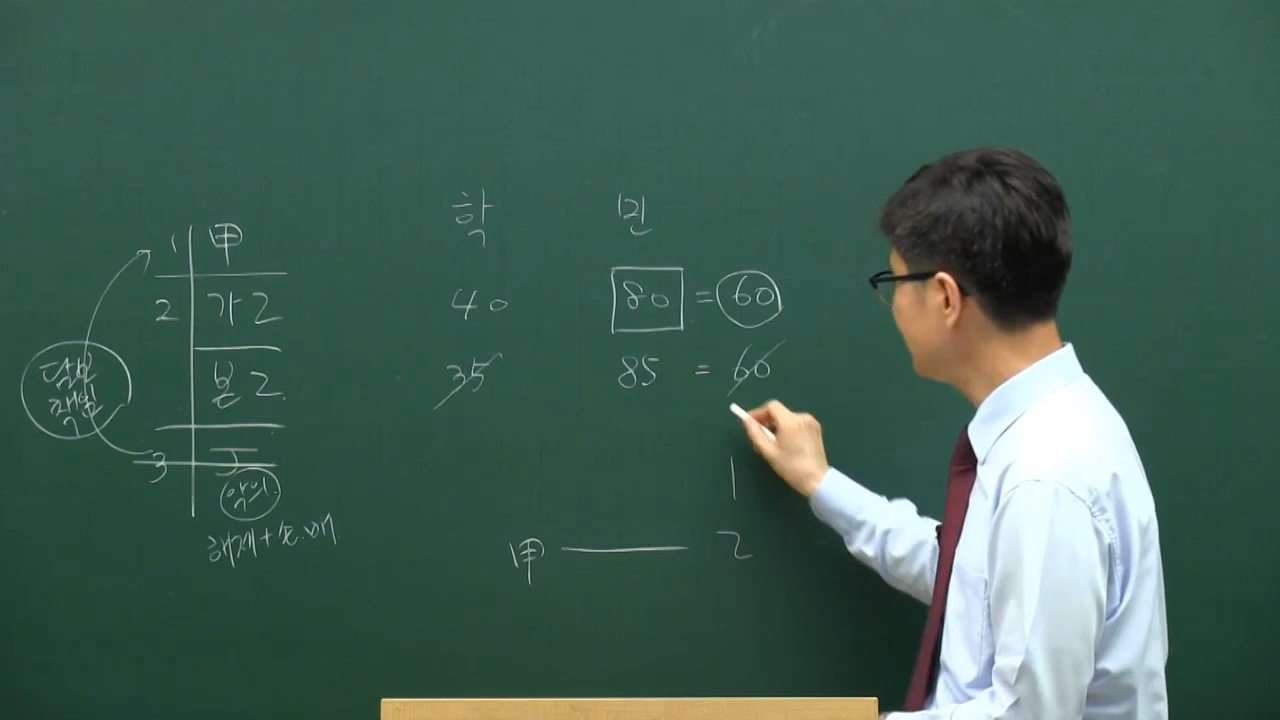 학 민
1 甲
2 가2 40 80 = 60
본2 35 85 = 60
담보
책임
3 丁
악의
해제+손.배
1
甲 2